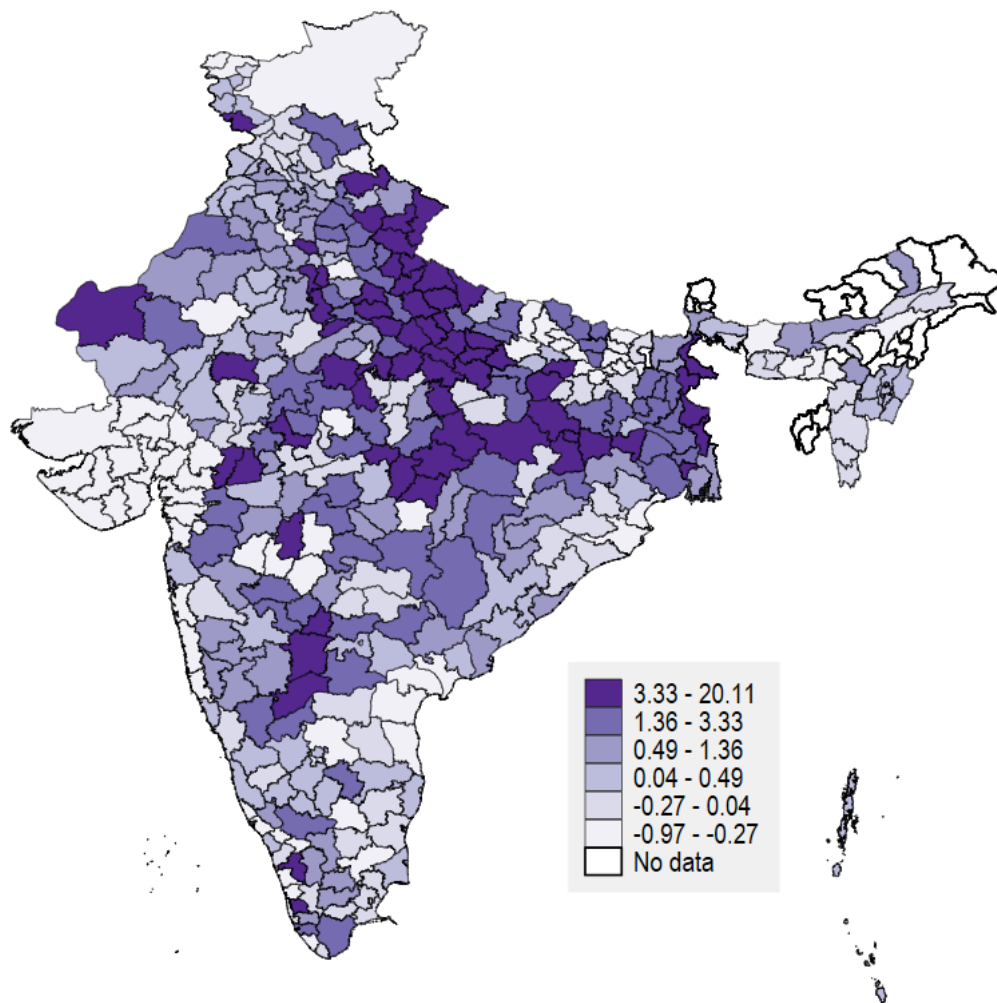 3.33 - 20.11
1.36 - 3.33
0.49 - 1.36
0.04 - 0.49
-0.27 - 0.04
-0.97 - -0.27
No data